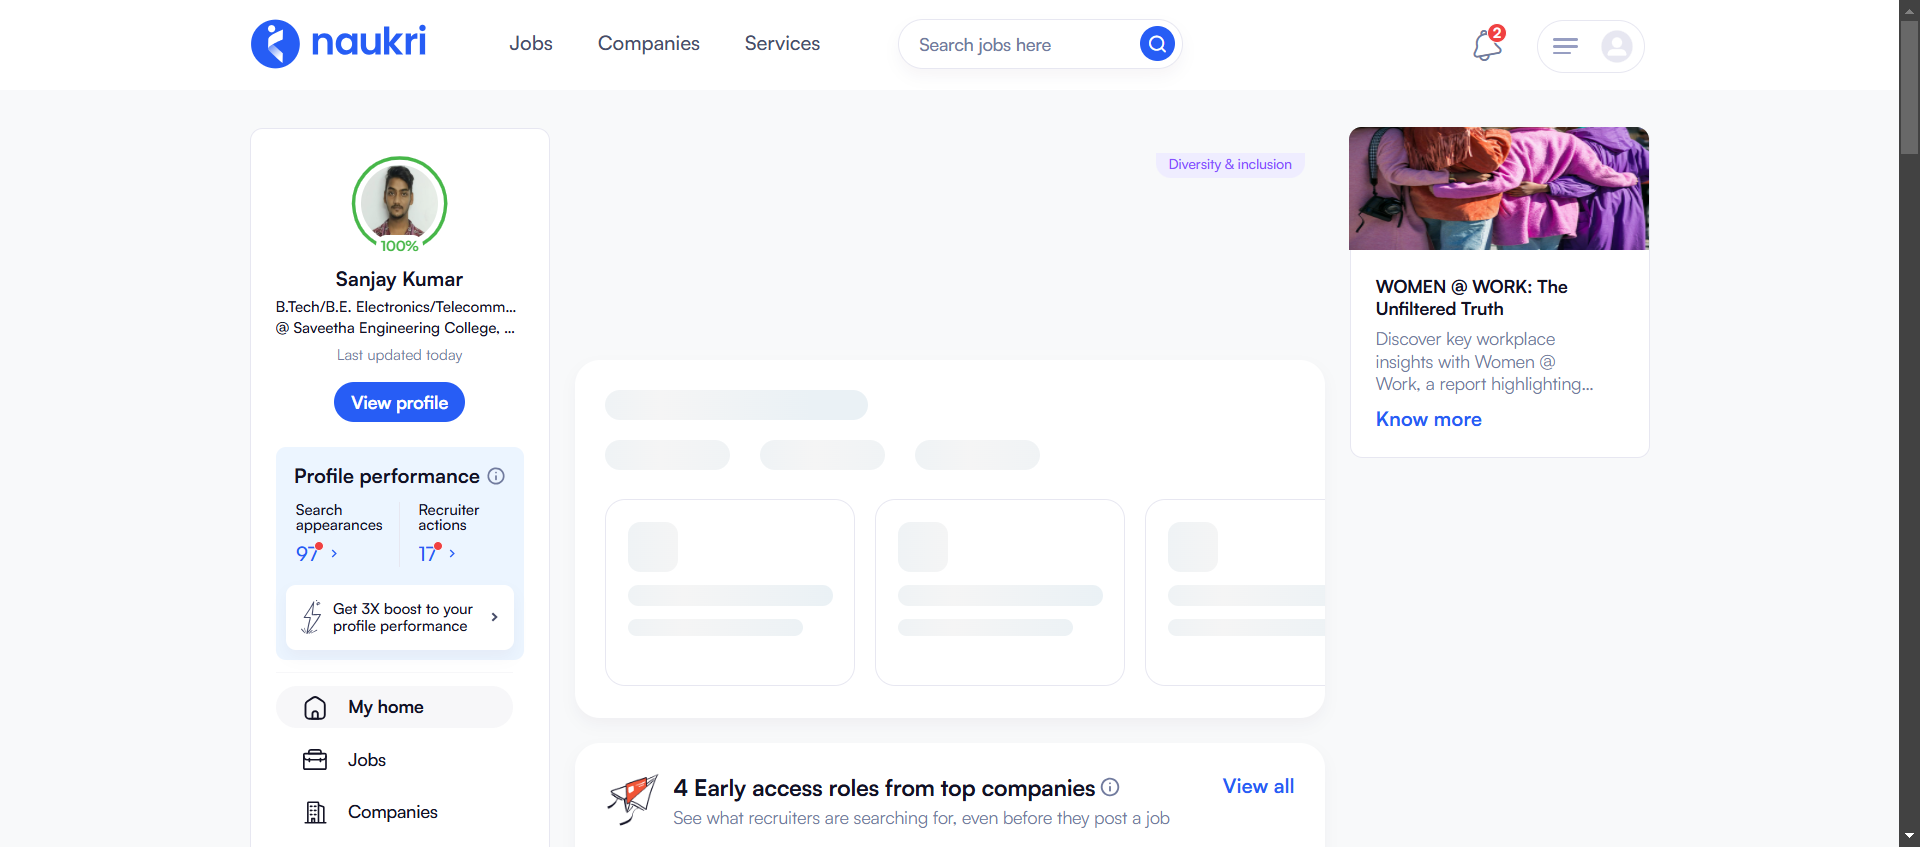 naukri
Jobs
Companies
Services
Search jobs here
2
100%
Sanjay Kumar
B.Tech/B.E. Electronics/Telecomm...
@ Saveetha Engineering College, ...
Last updated today
View profile
Profile performance
Search
appearances
97
Recruiter
actions
17
Get 3X boost to your
profile performance
My home
Jobs
Companies
Diversity & inclusion
4 Early access roles from top companies
View all
See what recruiters are searching for, even before they post a job
WOMEN @ WORK: The
Unfiltered Truth
Discover key workplace
insights with Women @
Work, a report highlighting...
Know more